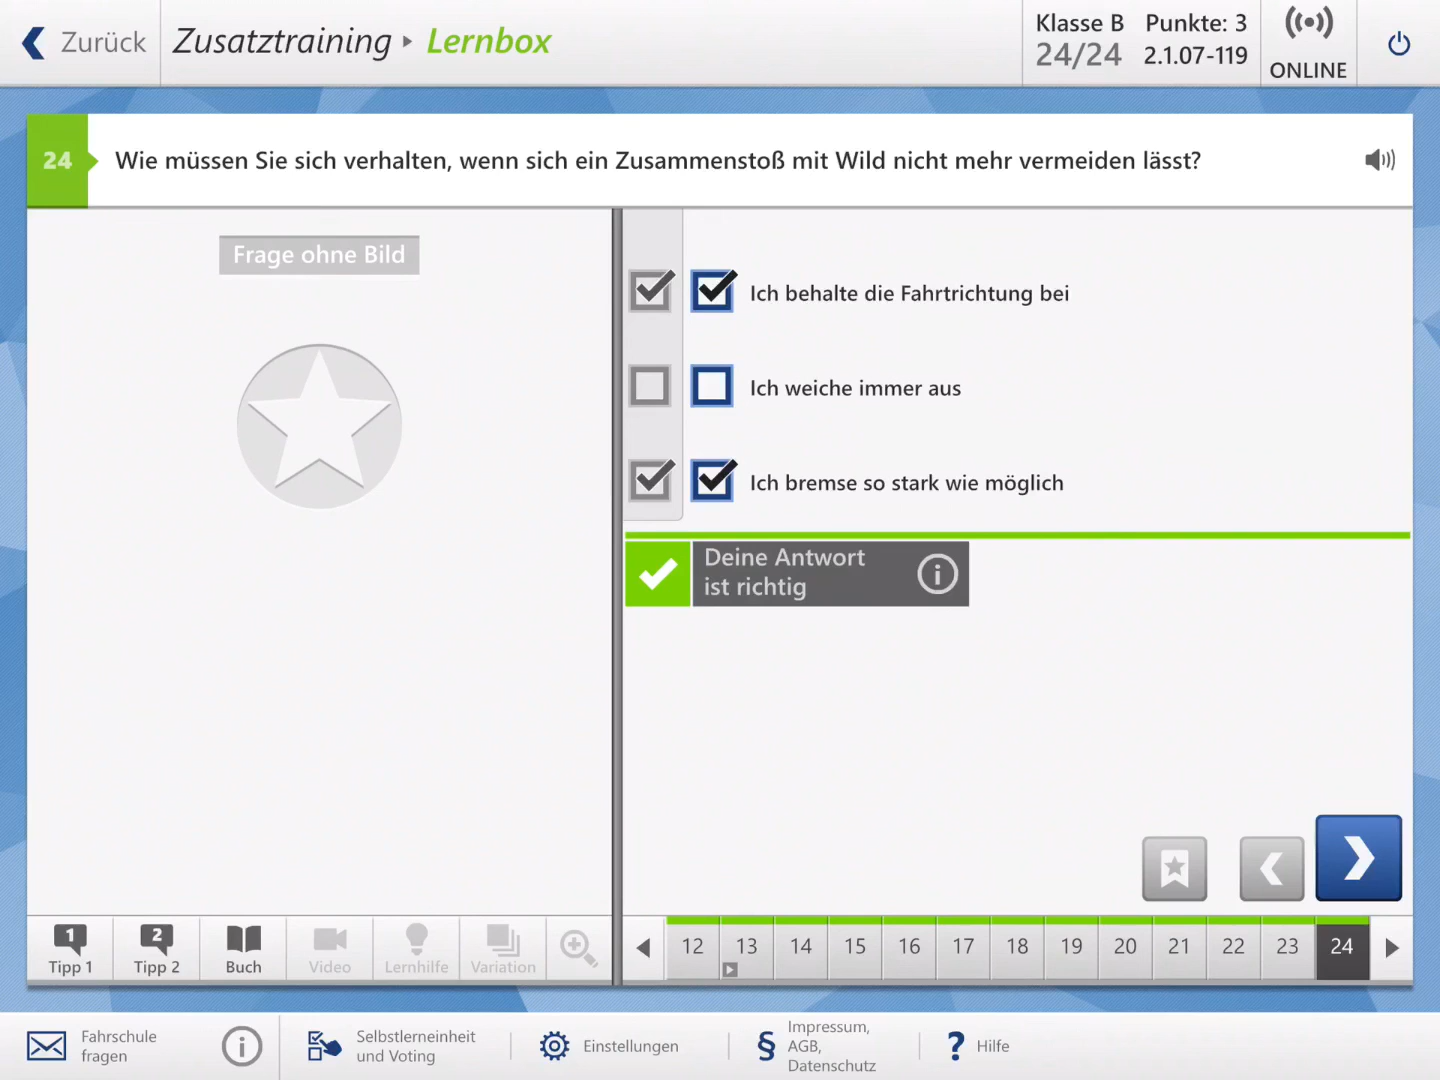 Zurück
Zusatztraining ▸ Lernbox
Klasse B
24/24
Punkte: 3
2.1.07-119
ONLINE
24
Wie müssen Sie sich verhalten, wenn sich ein Zusammenstoß mit Wild nicht mehr vermeiden lässt?
Frage ohne Bild
Ich behalte die Fahrtrichtung bei
Ich weiche immer aus
Ich bremse so stark wie möglich
Deine Antwort
ist richtig
1
Tipp 1
2
Tipp 2
Buch
Video
Lernhilfe
Variation
12 13 14 15 16 17 18 19 20 21 22 23 24
Fahrschule
fragen
Selbstlerneinheit
und Voting
Einstellungen
§
Impressum,
AGB,
Datenschutz
? Hilfe